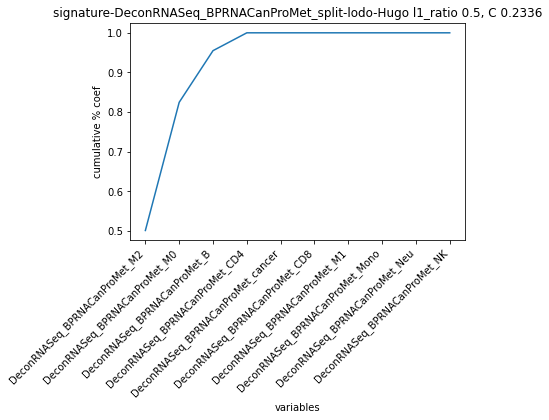 signature-DeconRNASeq_BPRNACanProMet_split-lodo-Hugo l1_ratio 0.5, C 0.2336
1.0
0.9
0.8
0.7
0.6
0.5
cumulative % coef
DeconRNASeq_BPRNACanProMet_M2
DeconRNASeq_BPRNACanProMet_M0
DeconRNASeq_BPRNACanProMet_B
DeconRNASeq_BPRNACanProMet_CD4
DeconRNASeq_BPRNACanProMet_cancer
DeconRNASeq_BPRNACanProMet_CD8
DeconRNASeq_BPRNACanProMet_M1
DeconRNASeq_BPRNACanProMet_Mono
DeconRNASeq_BPRNACanProMet_Neu
DeconRNASeq_BPRNACanProMet_NK
variables